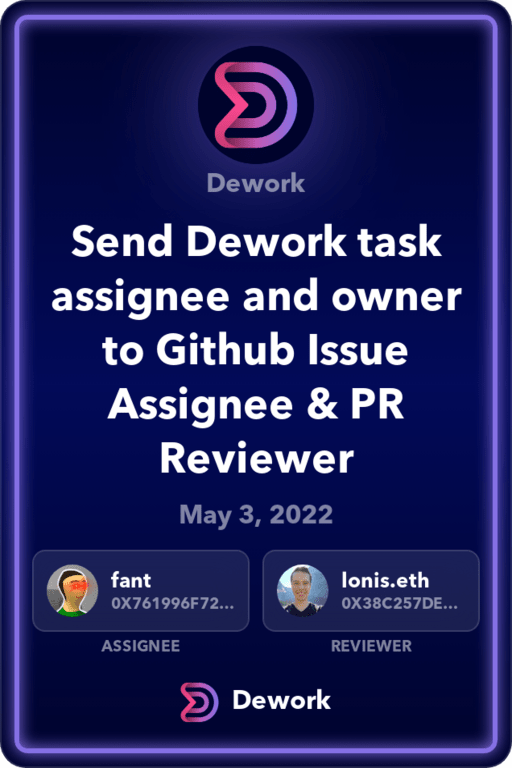 Dework
Send Dework task
assignee and owner
to Github Issue
Assignee & PR
Reviewer
May 3, 2022
fant
0X761996F72...
lonis.eth
0X38C257DE...
ASSIGNEE
REVIEWER
Dework